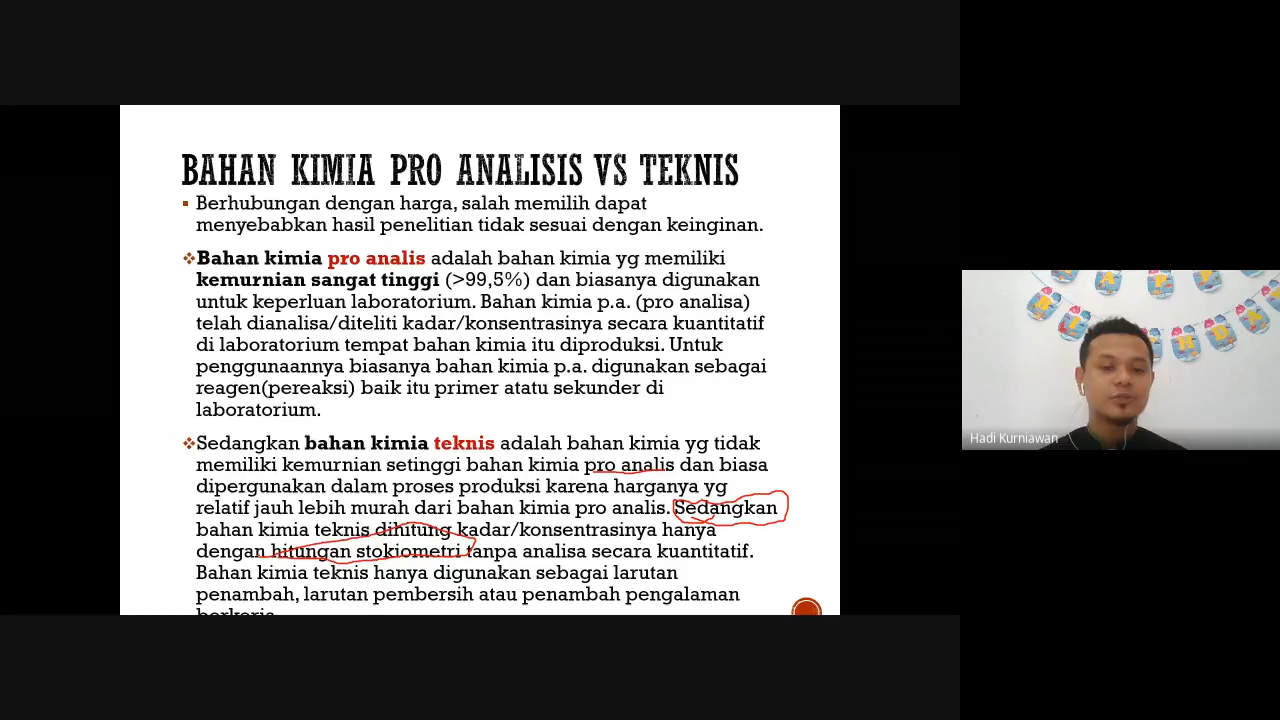 BAHAN KIMIA PRO ANALISIS VS TEKNIS
Berhubungan dengan harga, salah memilih dapat
menyebabkan hasil penelitian tidak sesuai dengan keinginan.
Bahan kimia pro analis adalah bahan kimia yg memiliki
kemurnian sangat tinggi (>99,5%) dan biasanya digunakan
untuk keperluan laboratorium. Bahan kimia p.a. (pro analisa)
telah dianalisa/diteliti kadar/konsentrasinya secara kuantitatif
di laboratorium tempat bahan kimia itu diproduksi. Untuk
penggunaannya biasanya bahan kimia p.a. digunakan sebagai
reagen(pereaksi) baik itu primer atatu sekunder di
laboratorium.
Sedangkan bahan kimia teknis adalah bahan kimia yg tidak
memiliki kemurnian setinggi bahan kimia pro analis dan biasa
dipergunakan dalam proses produksi karena harganya yg
relatif jauh lebih murah dari bahan kimia pro analis. Sedangkan
bahan kimia teknis dihitung kadar/konsentrasinya hanya
dengan hitungan stokiometri tanpa analisa secara kuantitatif.
Bahan kimia teknis hanya digunakan sebagai larutan
penambah, larutan pembersih atau penambah pengalaman
Hadi Kurniawan